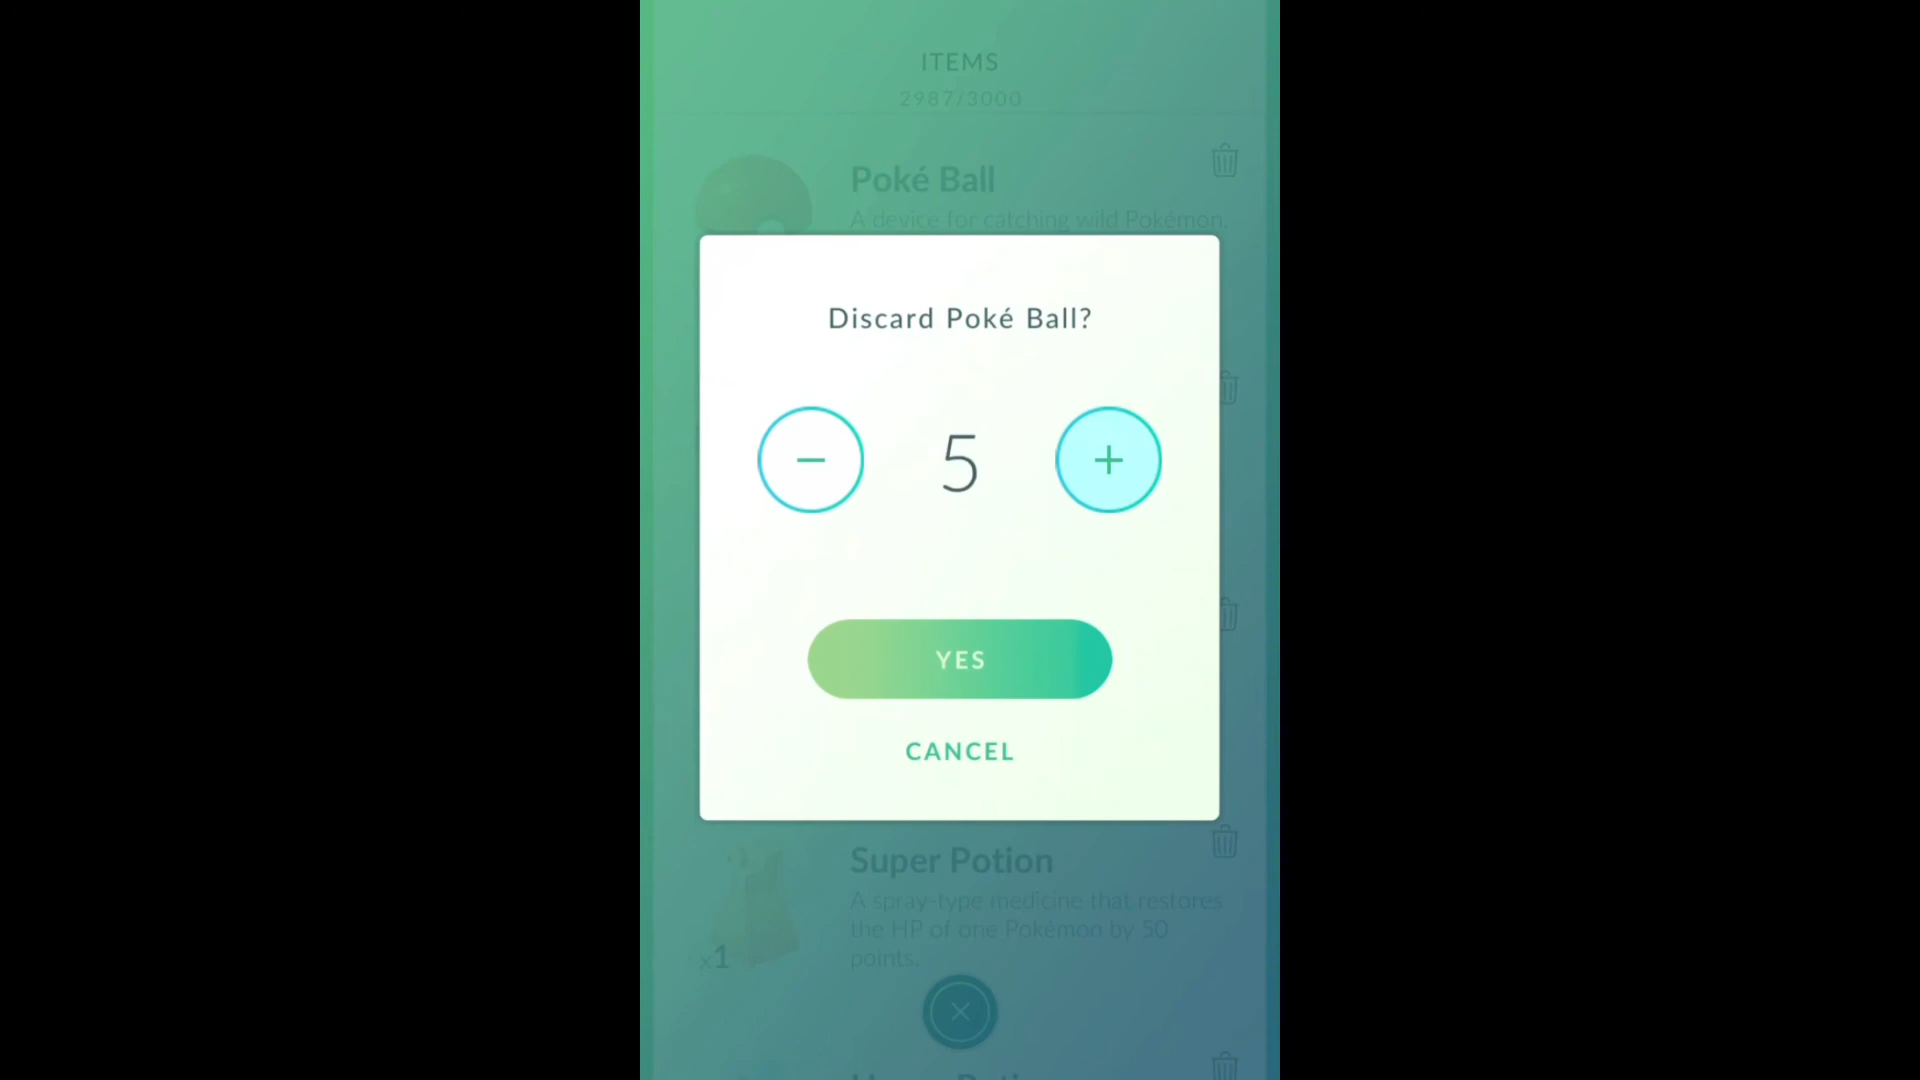 ITEMS
2987/3000
Poké Ball
A device for catching wild Pokémon.
Discard Poké Ball?
− 5 +
YES
CANCEL
Super Potion
A spray-type medicine that restores
the HP of one Pokémon by 50
points.
x1